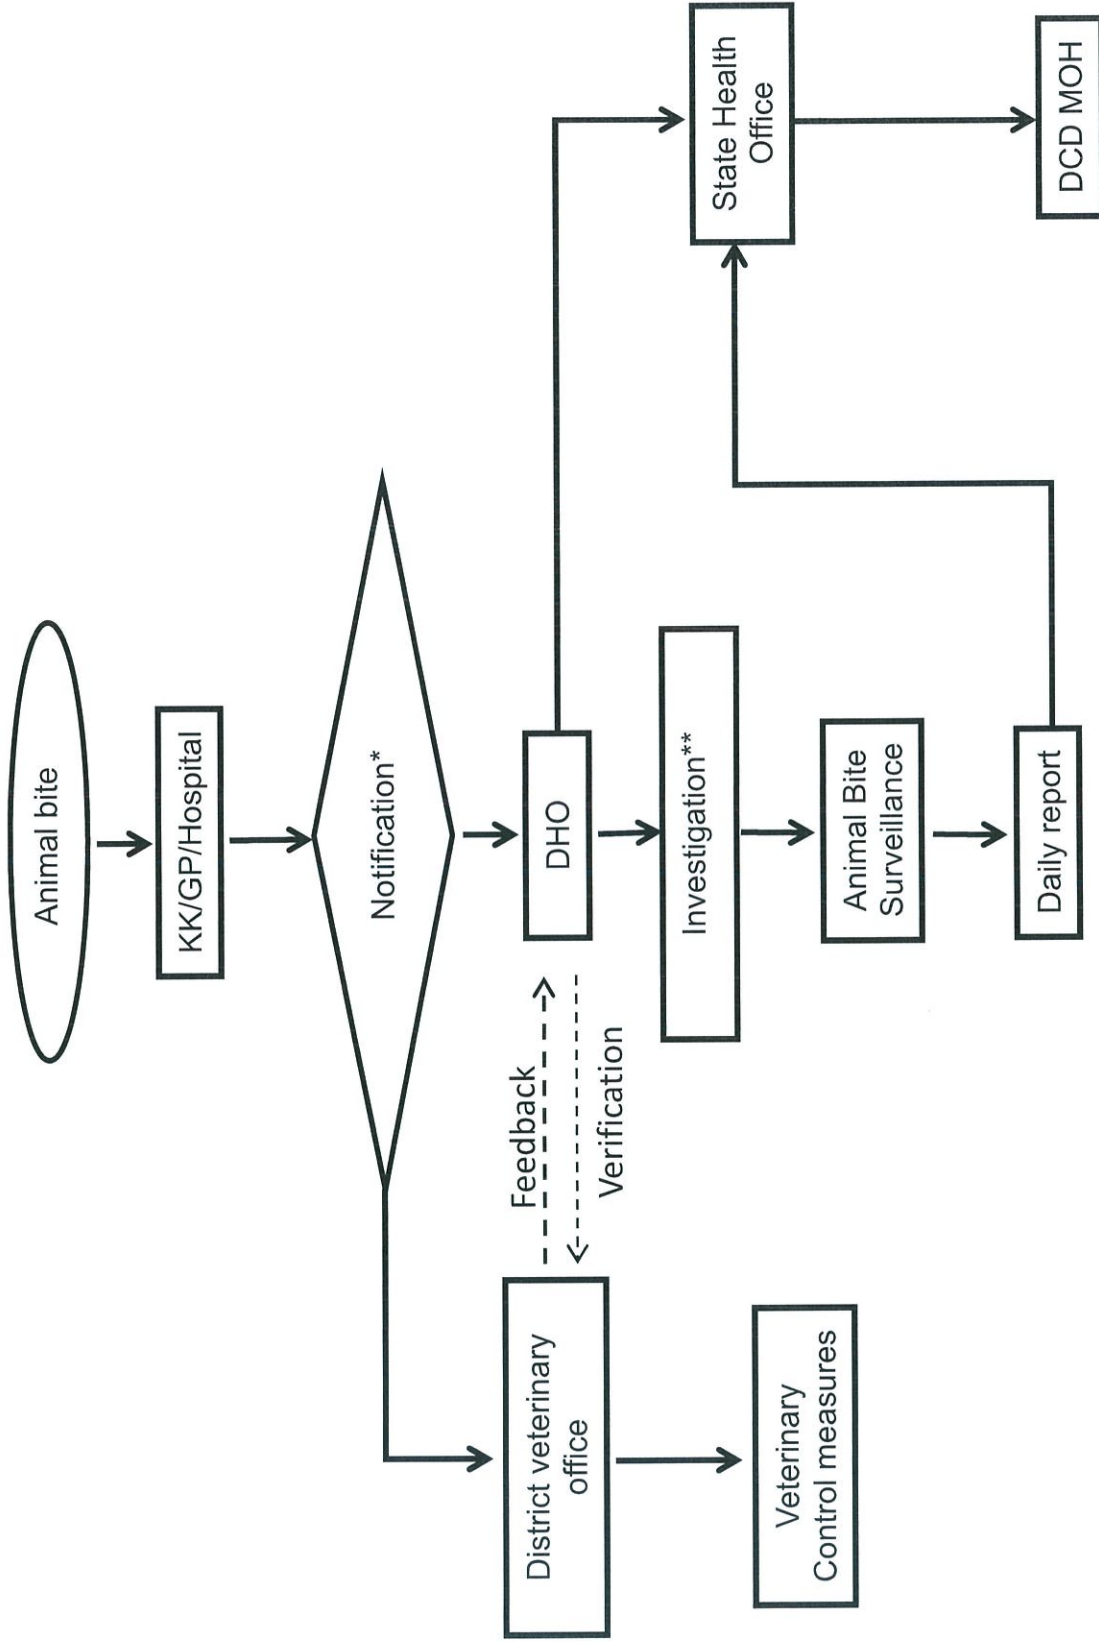 Animal bite
KK/GP/Hospital
Notification*
District veterinary
office
Feedback
Verification
DHO
State Health
Office
Veterinary
Control measures
Investigation**
Animal Bite
Surveillance
Daily report
DCD MOH